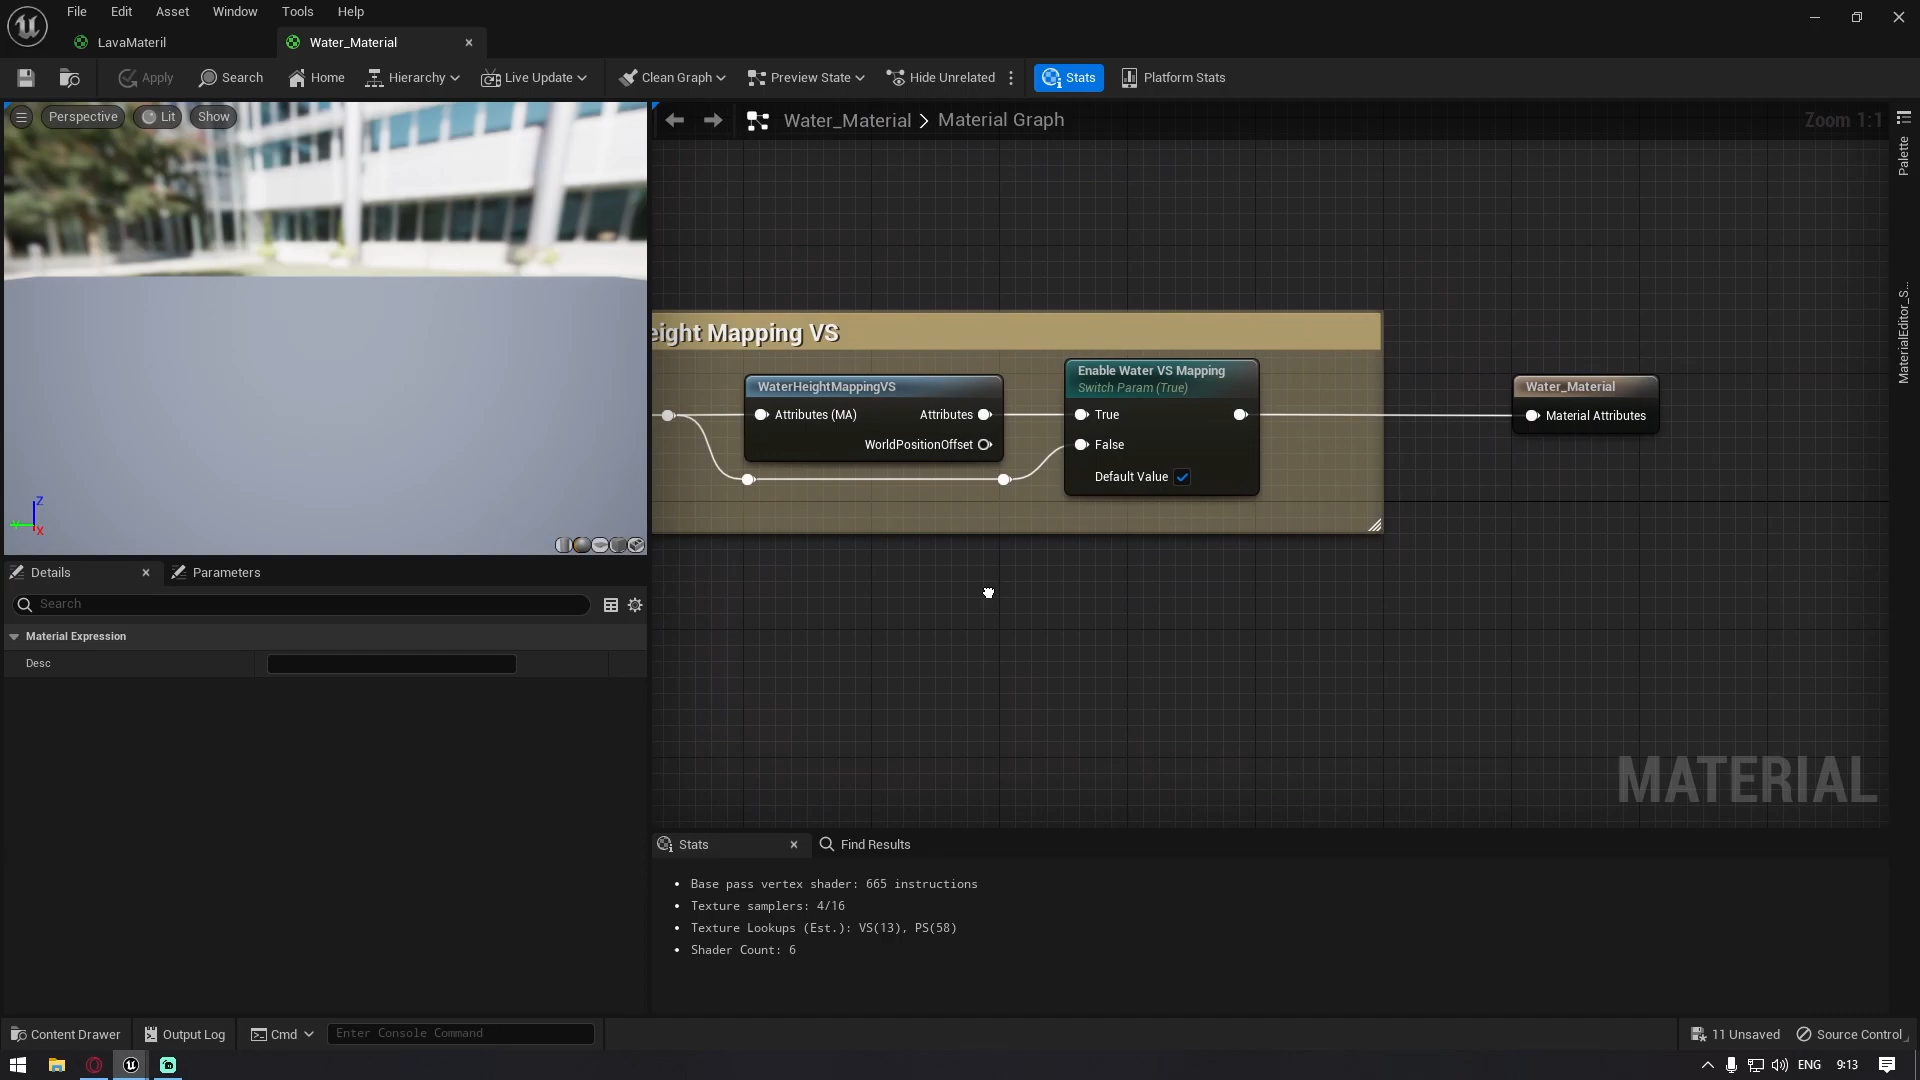 File Edit Asset Window Tools Help
LavaMateril
Water_Material
Apply Search Home Hierarchy Live Update Clean Graph Preview State Hide Unrelated Stats Platform Stats
Perspective Lit Show
Water_Material > Material Graph
Zoom 1:1
Palette
MaterialEditor_S...
eight Mapping VS
WaterHeightMappingVS
Attributes (MA) Attributes
WorldPositionOffset
Enable Water VS Mapping
Switch Param (True)
True
False
Default Value
Water_Material
Material Attributes
MATERIAL
Z
X
Details Parameters
Search
Material Expression
Desc
Stats Find Results
• Base pass vertex shader: 665 instructions
• Texture samplers: 4/16
• Texture Lookups (Est.): VS(13), PS(58)
• Shader Count: 6
Content Drawer Output Log Cmd Enter Console Command 11 Unsaved Source Control
ENG 9:13